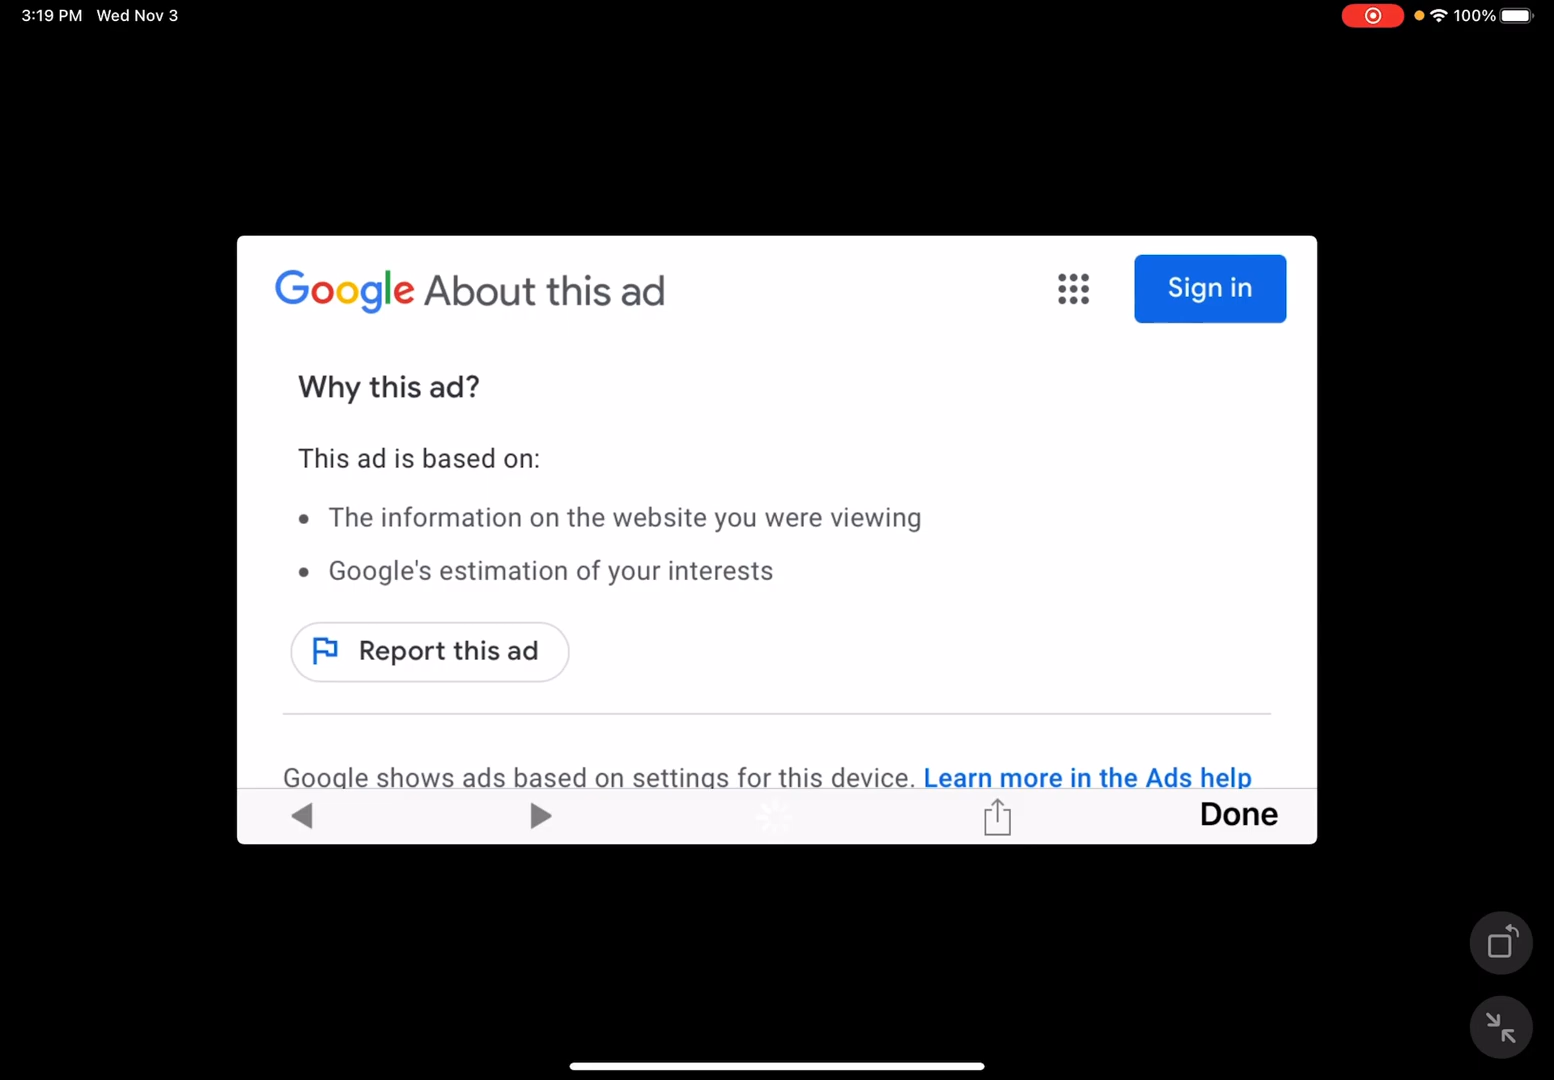 3:19 PM Wed Nov 3
100%
Google About this ad
Sign in
Why this ad?
This ad is based on:
• The information on the website you were viewing
• Google's estimation of your interests
Report this ad
Google shows ads based on settings for this device. Learn more in the Ads help
Done